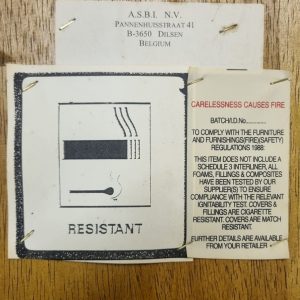 A.S.B.I. N.V.
PANNENHUISSTRAAT 41
B-3650 DILSEN
BELGIUM
RESISTANT
CARELESSNESS CAUSES FIRE
BATCH/I.D.No............
TO COMPLY WITH THE FURNITURE
AND FURNISHINGS(FIRE)(SAFETY)
REGULATIONS 1988:
THIS ITEM DOES NOT INCLUDE A
SCHEDULE 3 INTERLINER, ALL
FOAMS, FILLINGS & COMPOSITES
HAVE BEEN TESTED BY OUR
SUPPLIER(S) TO ENSURE
COMPLIANCE WITH THE RELEVANT
IGNITABILITY TEST. COVERS &
FILLINGS ARE CIGARETTE
RESISTANT. COVERS ARE MATCH
RESISTANT.
FURTHER DETAILS ARE AVAILABLE
FROM YOUR RETAILER